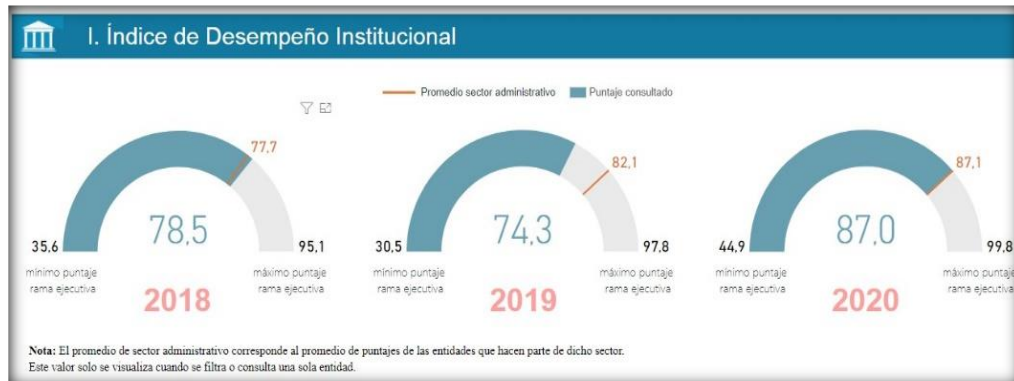 I. Índice de Desempeño Institucional
Promedio sector administrativo
Puntaje consultado
77,7
78,5
35,6
95,1
mínimo puntaje
rama ejecutiva
máximo puntaje
rama ejecutiva
2018
82,1
74,3
30,5
97,8
mínimo puntaje
rama ejecutiva
máximo puntaje
rama ejecutiva
2019
87,1
87,0
44,9
99,8
mínimo puntaje
rama ejecutiva
máximo puntaje
rama ejecutiva
2020
Nota: El promedio de sector administrativo corresponde al promedio de puntajes de las entidades que hacen parte de dicho sector.
Este valor solo se visualiza cuando se filtra o consulta una sola entidad.